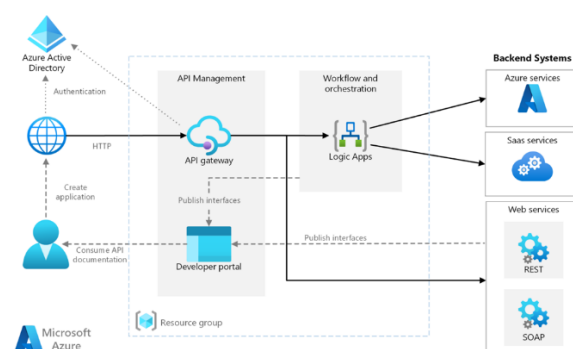 Azure Active
Directory
Authentication
HTTP
Create
application
Consume API
documentation
Microsoft
Azure
API Management
API gateway
Publish interfaces
Developer portal
Resource group
Workflow and
orchestration
Logic Apps
Publish interfaces
Backend Systems
Azure services
Saas services
Web services
REST
SOAP